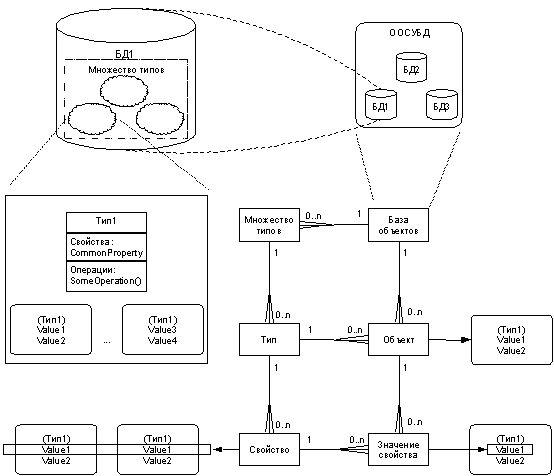 БД1
Множество типов
ООСУБД
БД2
БД1
БД3
Тип1
Свойства :
CommonProperty
Операции:
SomeOperation()
(Тип1)
Value1
Value2
...
(Тип1)
Value3
Value4
Множество
типов
0..n
1
База
объектов
1
1
0..n
0..n
Тип
1
0..n
Объект
(Тип1)
Value1
Value2
1
1
0..n
0..n
(Тип1)
Value1
Value2
(Тип1)
Value1
Value2
Свойство
1
0..n
Значение
свойства
(Тип1)
Value1
Value2